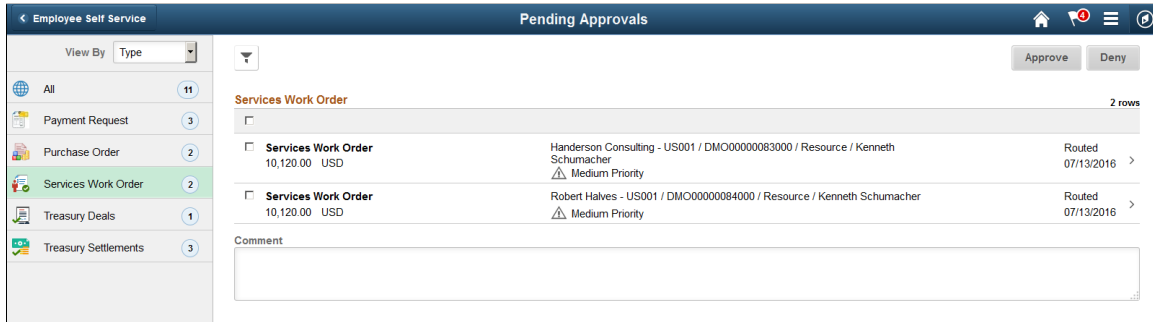 Employee Self Service
Pending Approvals
4
View By Type
Approve Deny
All 11
Payment Request 3
Purchase Order 2
Services Work Order 2
Treasury Deals 1
Treasury Settlements 3
Services Work Order
2 rows
Services Work Order
10,120.00 USD
Handerson Consulting - US001 / DMO00000083000 / Resource / Kenneth
Schumacher
Medium Priority
Routed
07/13/2016
Services Work Order
10,120.00 USD
Robert Halves - US001 / DMO00000084000 / Resource / Kenneth Schumacher
Medium Priority
Routed
07/13/2016
Comment